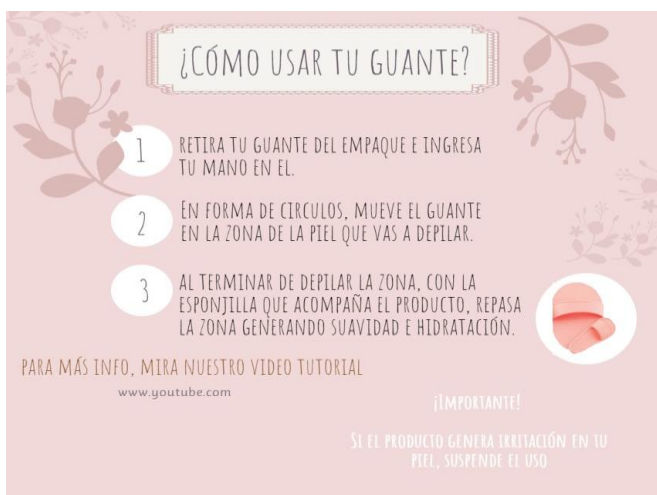 ¿CÓMO USAR TU GUANTE?
1
RETIRA TU GUANTE DEL EMPAQUE E INGRESA
TU MANO EN EL.
2
EN FORMA DE CIRCULOS, MUEVE EL GUANTE
EN LA ZONA DE LA PIEL QUE VAS A DEPILAR.
3
AL TERMINAR DE DEPILAR LA ZONA, CON LA
ESPONJILLA QUE ACOMPAÑA EL PRODUCTO, REPASA
LA ZONA GENERANDO SUAVIDAD E HIDRATACIÓN.
PARA MÁS INFO, MIRA NUESTRO VIDEO TUTORIAL
www.youtube.com
¡IMPORTANTE!
SI EL PRODUCTO GENERA IRRITACIÓN EN TU
PIEL, SUSPENDE EL USO